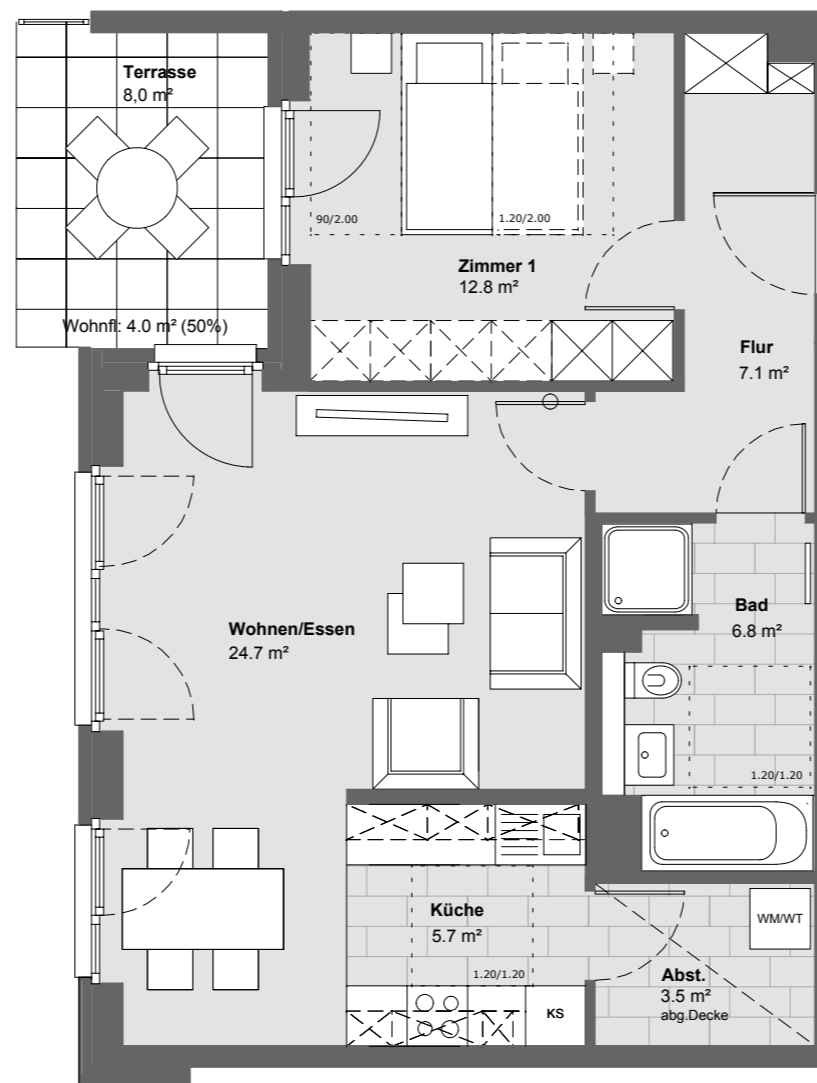 Terrasse
8,0 m²
90/2.00
1.20/2.00
Zimmer 1
12.8 m²
Wohnfl: 4.0 m² (50%)
Flur
7.1 m²
Bad
6.8 m²
Wohnen/Essen
24.7 m²
1.20/1.20
Küche
5.7 m²
WM/WT
1.20/1.20
Abst.
3.5 m²
abg.Decke
KS